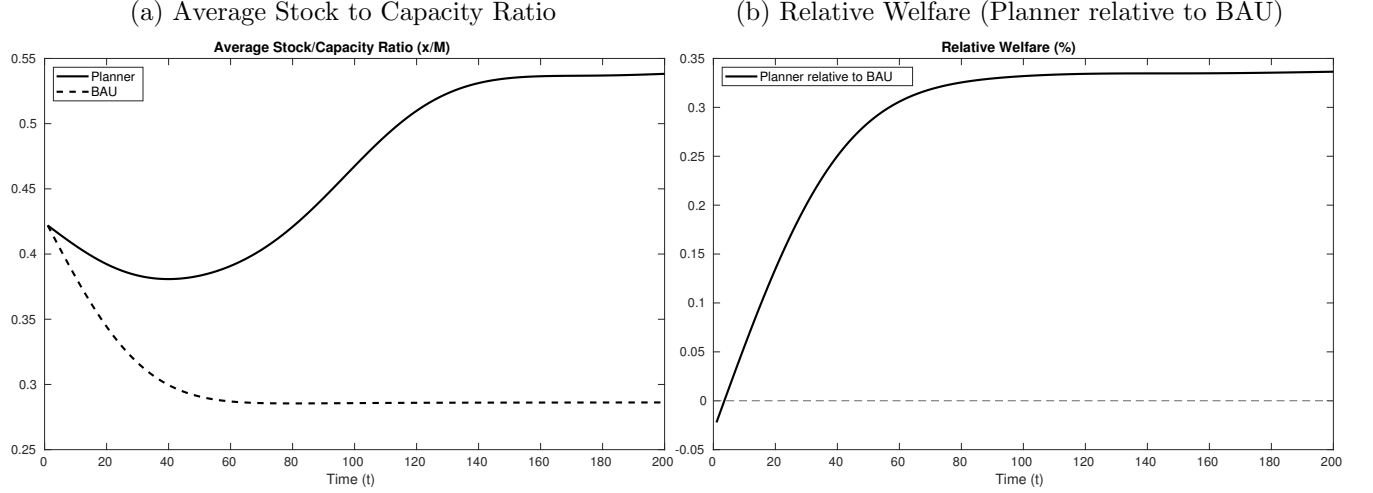 (a) Average Stock to Capacity Ratio
Average Stock/Capacity Ratio (x/M)
Planner
BAU
0.55
0.5
0.45
0.4
0.35
0.3
0.25
0 20 40 60 80 100 120 140 160 180 200
Time (t)
(b) Relative Welfare (Planner relative to BAU)
Relative Welfare (%)
Planner relative to BAU
0.35
0.3
0.25
0.2
0.15
0.1
0.05
0
-0.05
0 20 40 60 80 100 120 140 160 180 200
Time (t)